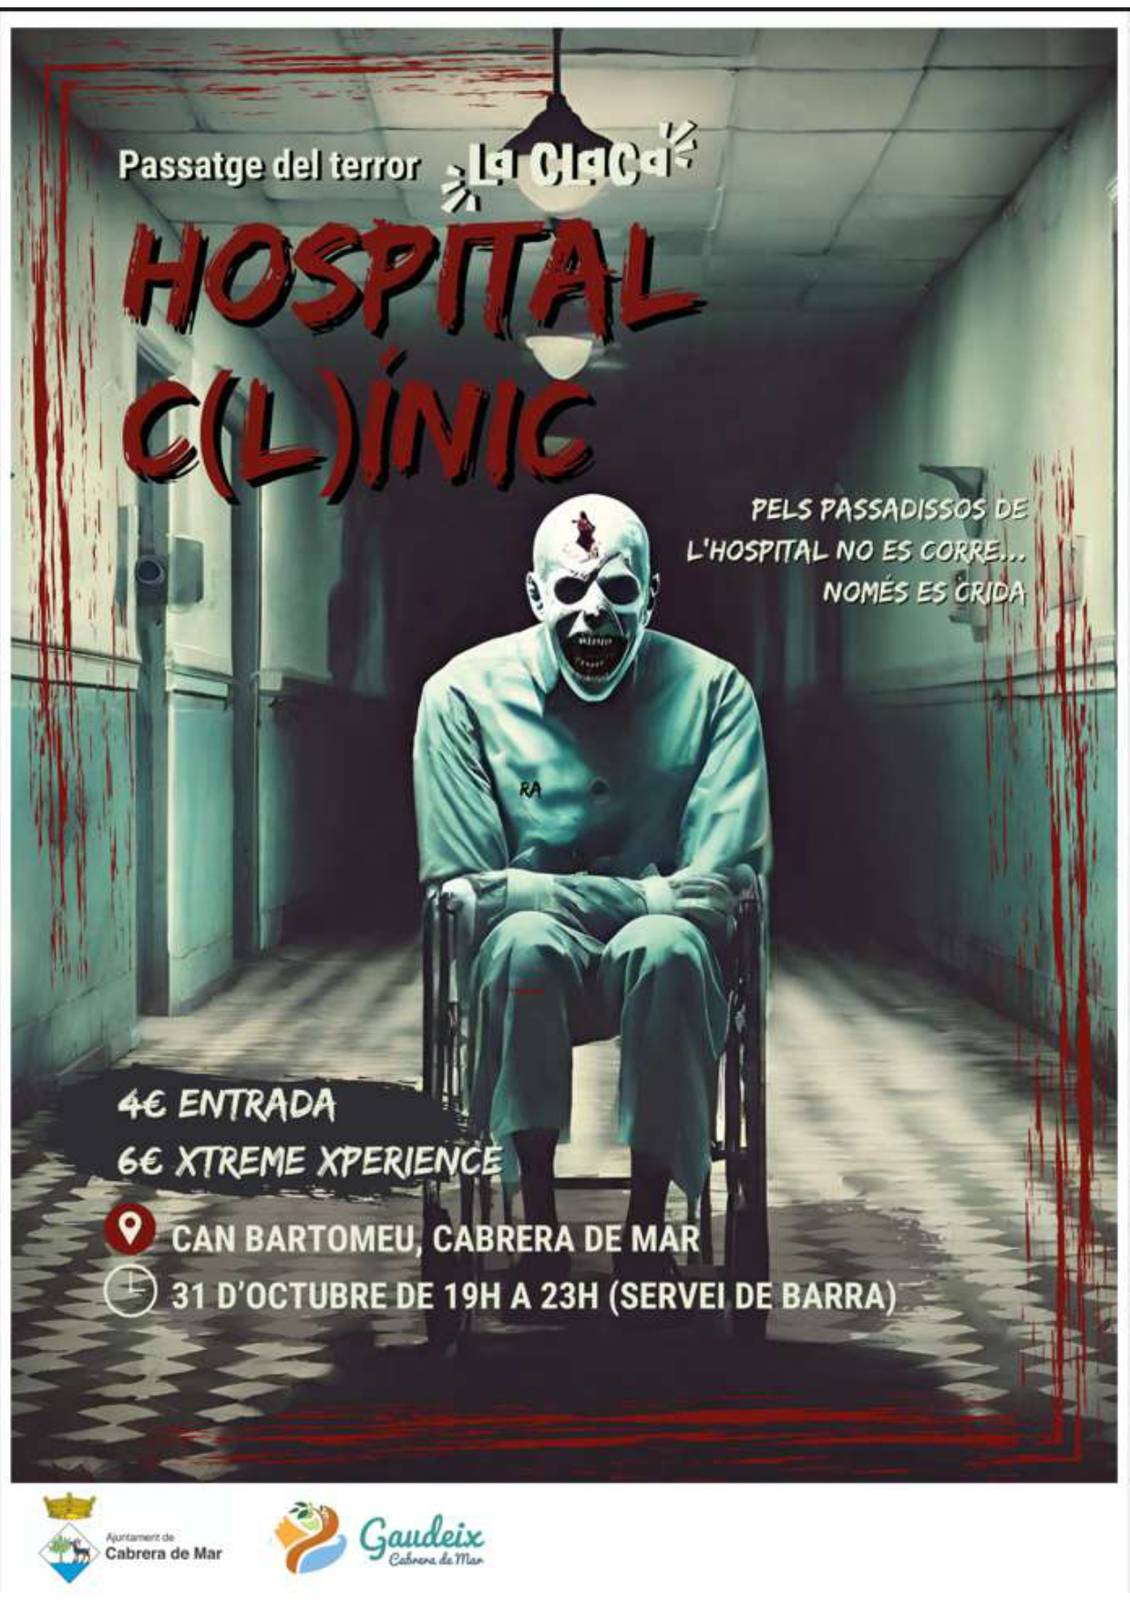 Passatge del terror La ClaCa
HOSPITAL
C(L)ÍNIC
PELS PASSADISSOS DE
L'HOSPITAL NO ES CORRE...
NOMÉS ES CRIDA
RA
4€ ENTRADA
6€ XTREME XPERIENCE
CAN BARTOMEU, CABRERA DE MAR
31 D'OCTUBRE DE 19H A 23H (SERVEI DE BARRA)
Ajuntament de
Cabrera de Mar
Gaudeix
Cabrera de Mar